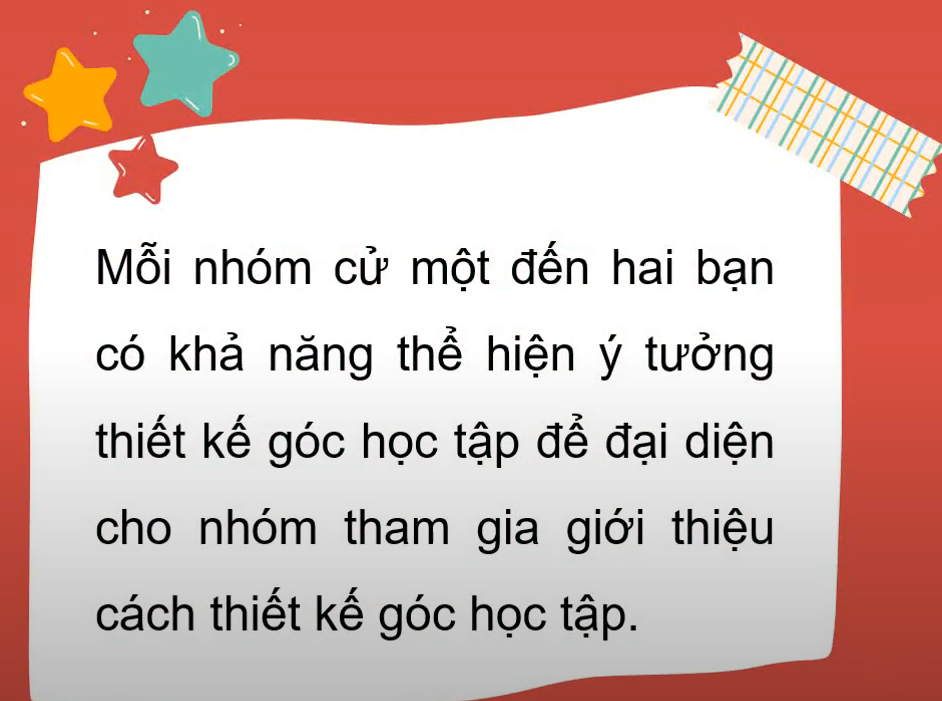 Mỗi nhóm cử một đến hai bạn
có khả năng thể hiện ý tưởng
thiết kế góc học tập để đại diện
cho nhóm tham gia giới thiệu
cách thiết kế góc học tập.